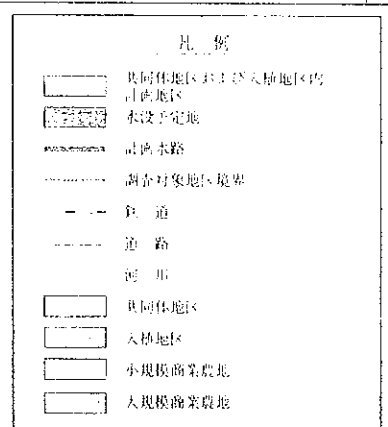 凡例
共同体地区および入植地区内
計画地区
水没予定地
計画水路
調査対象地区境界
鉄道
道路
河川
共同体地区
入植地区
小規模商業農地
大規模商業農地